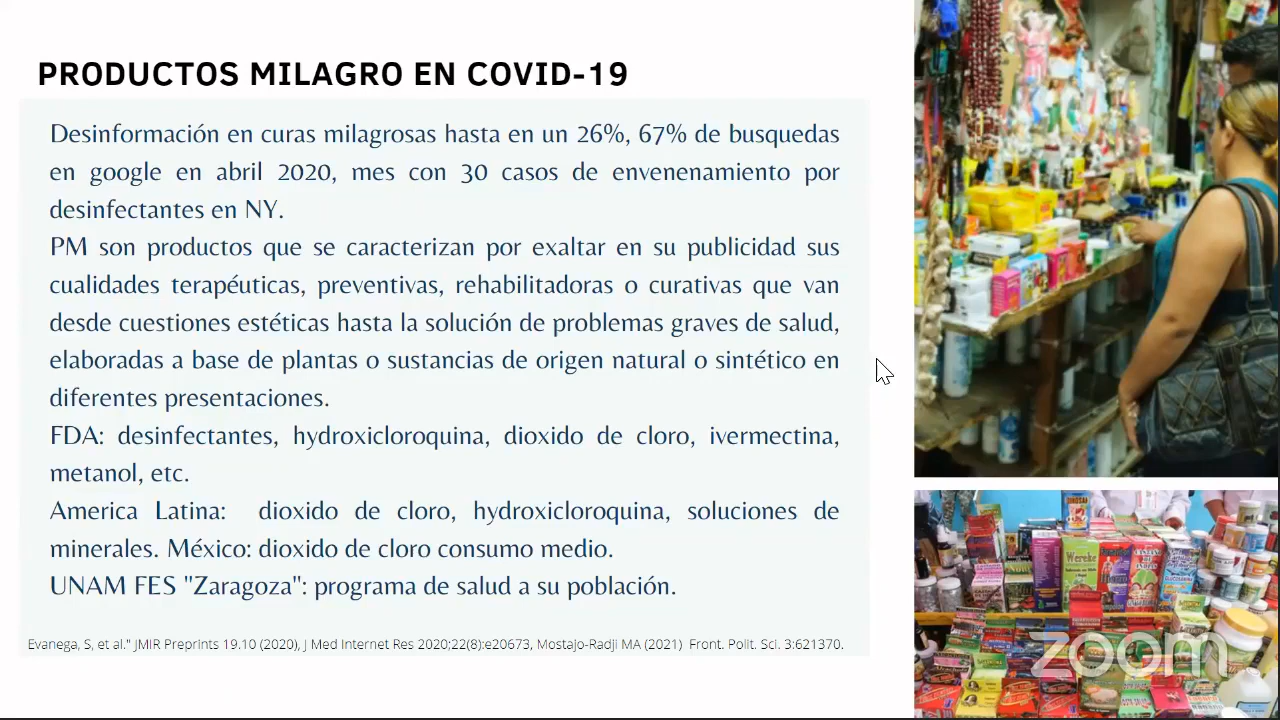 PRODUCTOS MILAGRO EN COVID-19
Desinformación en curas milagrosas hasta en un 26%, 67% de busquedas
en google en abril 2020, mes con 30 casos de envenenamiento por
desinfectantes en NY.
PM son productos que se caracterizan por exaltar en su publicidad sus
cualidades terapéuticas, preventivas, rehabilitadoras o curativas que van
desde cuestiones estéticas hasta la solución de problemas graves de salud,
elaboradas a base de plantas o sustancias de origen natural o sintético en
diferentes presentaciones.
FDA: desinfectantes, hydroxicloroquina, dioxido de cloro, ivermectina,
metanol, etc.
America Latina: dioxido de cloro, hydroxicloroquina, soluciones de
minerales. México: dioxido de cloro consumo medio.
UNAM FES "Zaragoza": programa de salud a su población.
Evanega, S, et al." JMIR Preprints 19.10 (2020), J Med Internet Res 2020;22(8):e20673, Mostajo-Radji MA (2021) Front. Polit. Sci. 3:621370.
Wereke
zoom